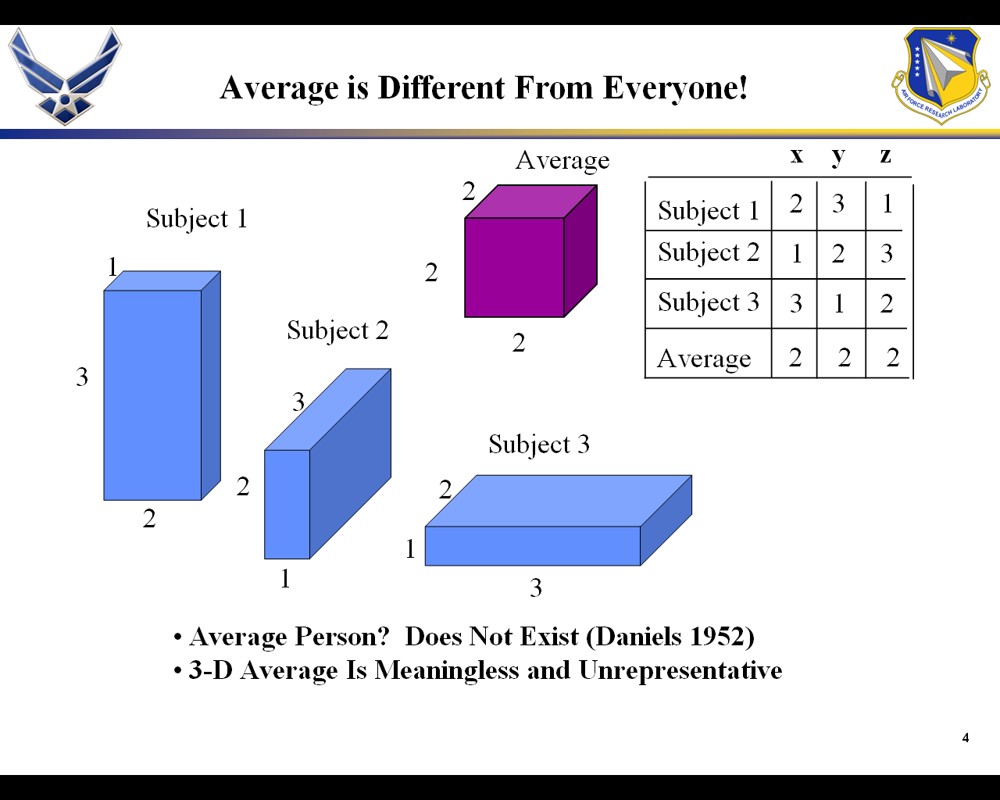 Average is Different From Everyone!
AIR FORCE RESEARCH LABORATORY
Average
2
2
2
x y z
Subject 1 2 3 1
Subject 2 1 2 3
Subject 3 3 1 2
Average 2 2 2
Subject 1
1
3
2
Subject 2
3
2
1
Subject 3
2
1
3
• Average Person? Does Not Exist (Daniels 1952)
• 3-D Average Is Meaningless and Unrepresentative
4